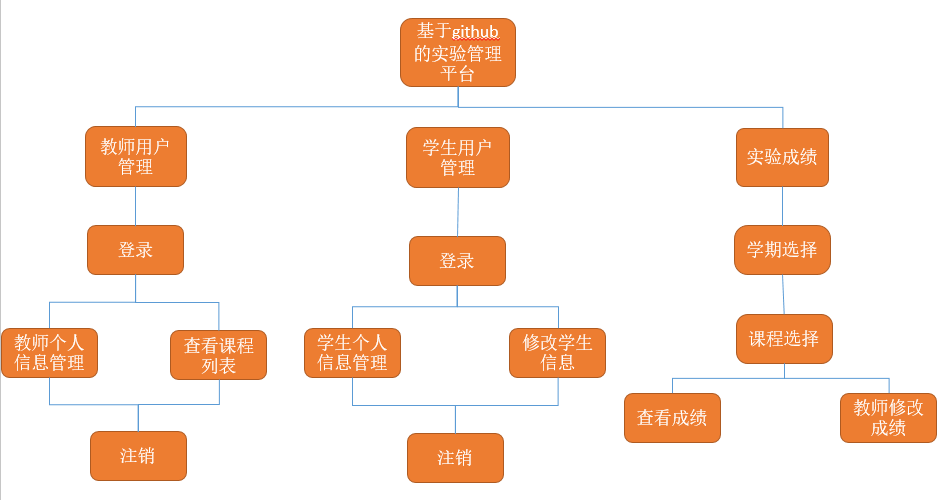 基于github
的实验管理
平台
教师用户
管理
学生用户
管理
实验成绩
登录
登录
学期选择
教师个人
信息管理
查看课程
列表
学生个人
信息管理
修改学生
信息
课程选择
查看成绩
教师修改
成绩
注销
注销